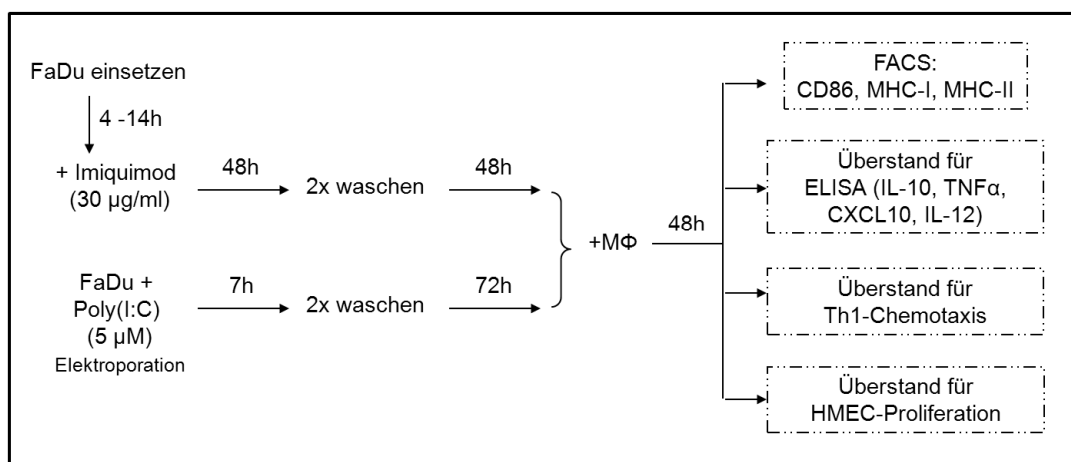 FaDu einsetzen
4 -14h
+ Imiquimod
(30 µg/ml)
48h
2x waschen
48h
FaDu +
Poly(I:C)
(5 µM)
Elektroporation
7h
2x waschen
72h
+MΦ
48h
FACS:
CD86, MHC-I, MHC-II
Überstand für
ELISA (IL-10, TNFα,
CXCL10, IL-12)
Überstand für
Th1-Chemotaxis
Überstand für
HMEC-Proliferation